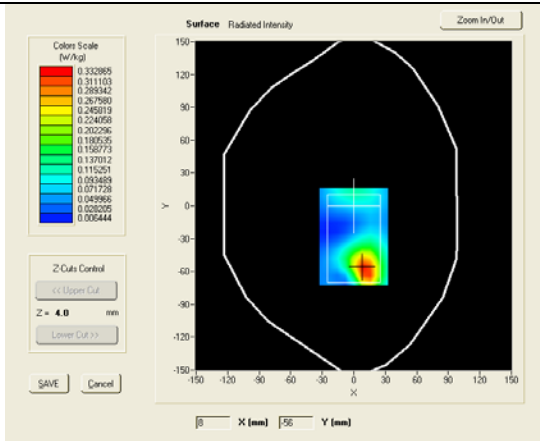 Surface Radiated Intensity
Zoom In/Out
Colors Scale
(W/kg)
0.332865
0.311103
0.289342
0.267580
0.245819
0.224058
0.202296
0.180535
0.158773
0.137012
0.115251
0.093489
0.071728
0.049966
0.028205
0.006444
Z-Cuts Control
<< Upper Cut
Z = 4.0 mm
Lower Cut >>
SAVE
Cancel
150
120
90
60
30
0
-30
-60
-90
-120
-150
Y
-150 -120 -90 -60 -30 0 30 60 90 120 150
X
8 X (mm) -56 Y (mm)